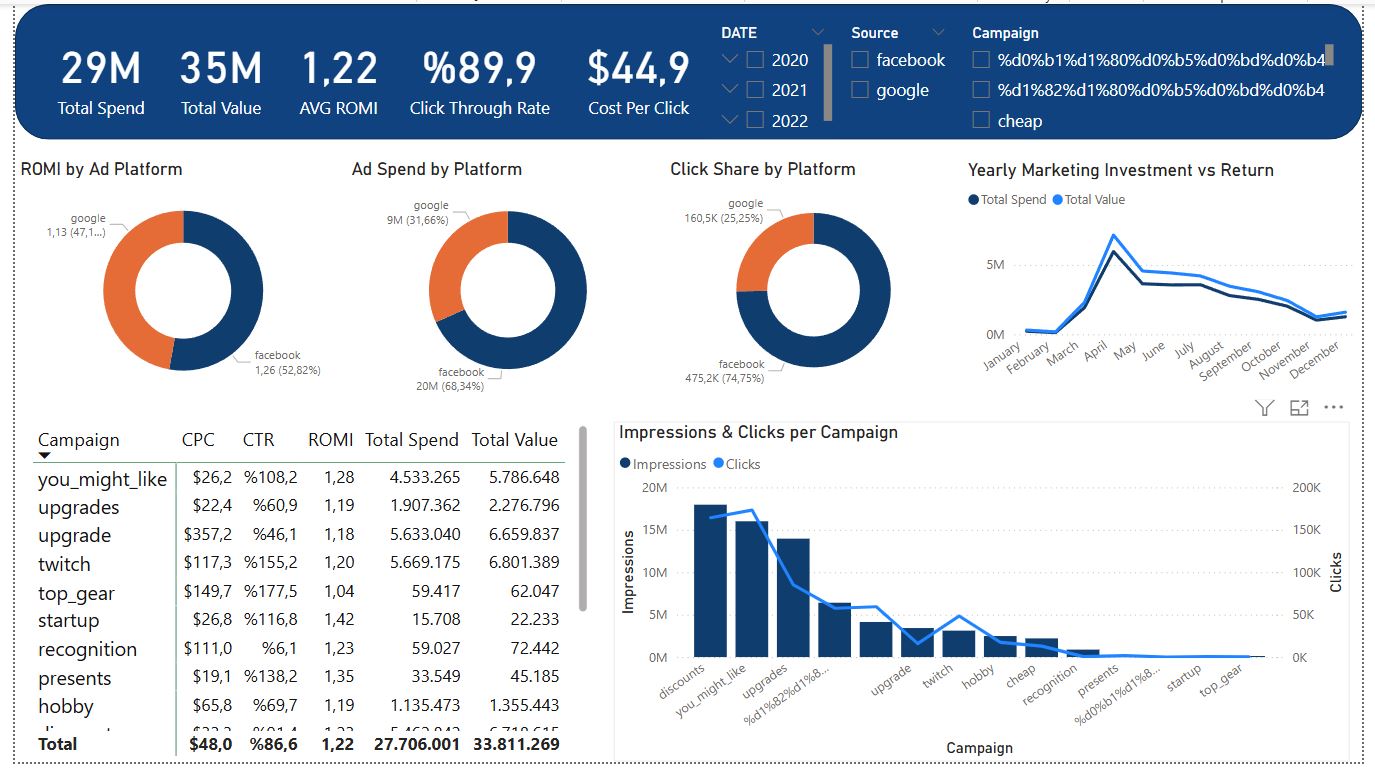 29M
Total Spend
35M
Total Value
1,22
AVG ROMI
%89,9
Click Through Rate
$44,9
Cost Per Click
DATE
2020
2021
2022
Source
facebook
google
Campaign
%d0%b1%d1%80%d0%b5%d0%bd%d0%b4
%d1%82%d1%80%d0%b5%d0%bd%d0%b4
cheap
ROMI by Ad Platform
google
1,13 (47,1...)
facebook
1,26 (52,82%)
Ad Spend by Platform
google
9M (31,66%)
facebook
20M (68,34%)
Click Share by Platform
google
160,5K (25,25%)
facebook
475,2K (74,75%)
Yearly Marketing Investment vs Return
Total Spend Total Value
5M
0M
January February March April May June July August September October November December
Campaign CPC CTR ROMI Total Spend Total Value
you_might_like $26,2 %108,2 1,28 4.533.265 5.786.648
upgrades $22,4 %60,9 1,19 1.907.362 2.276.796
upgrade $357,2 %46,1 1,18 5.633.040 6.659.837
twitch $117,3 %155,2 1,20 5.669.175 6.801.389
top_gear $149,7 %177,5 1,04 59.417 62.047
startup $26,8 %116,8 1,42 15.708 22.233
recognition $111,0 %6,1 1,23 59.027 72.442
presents $19,1 %138,2 1,35 33.549 45.185
hobby $65,8 %69,7 1,19 1.135.473 1.355.443
Total $48,0 %86,6 1,22 27.706.001 33.811.269
Impressions & Clicks per Campaign
Impressions Clicks
20M
15M
10M
5M
0M
Impressions
200K
150K
100K
50K
0K
Clicks
discounts you_might_like upgrades %d1%82%d1%8... upgrade twitch hobby cheap recognition presents %d0%b1%d1%8... startup top_gear
Campaign